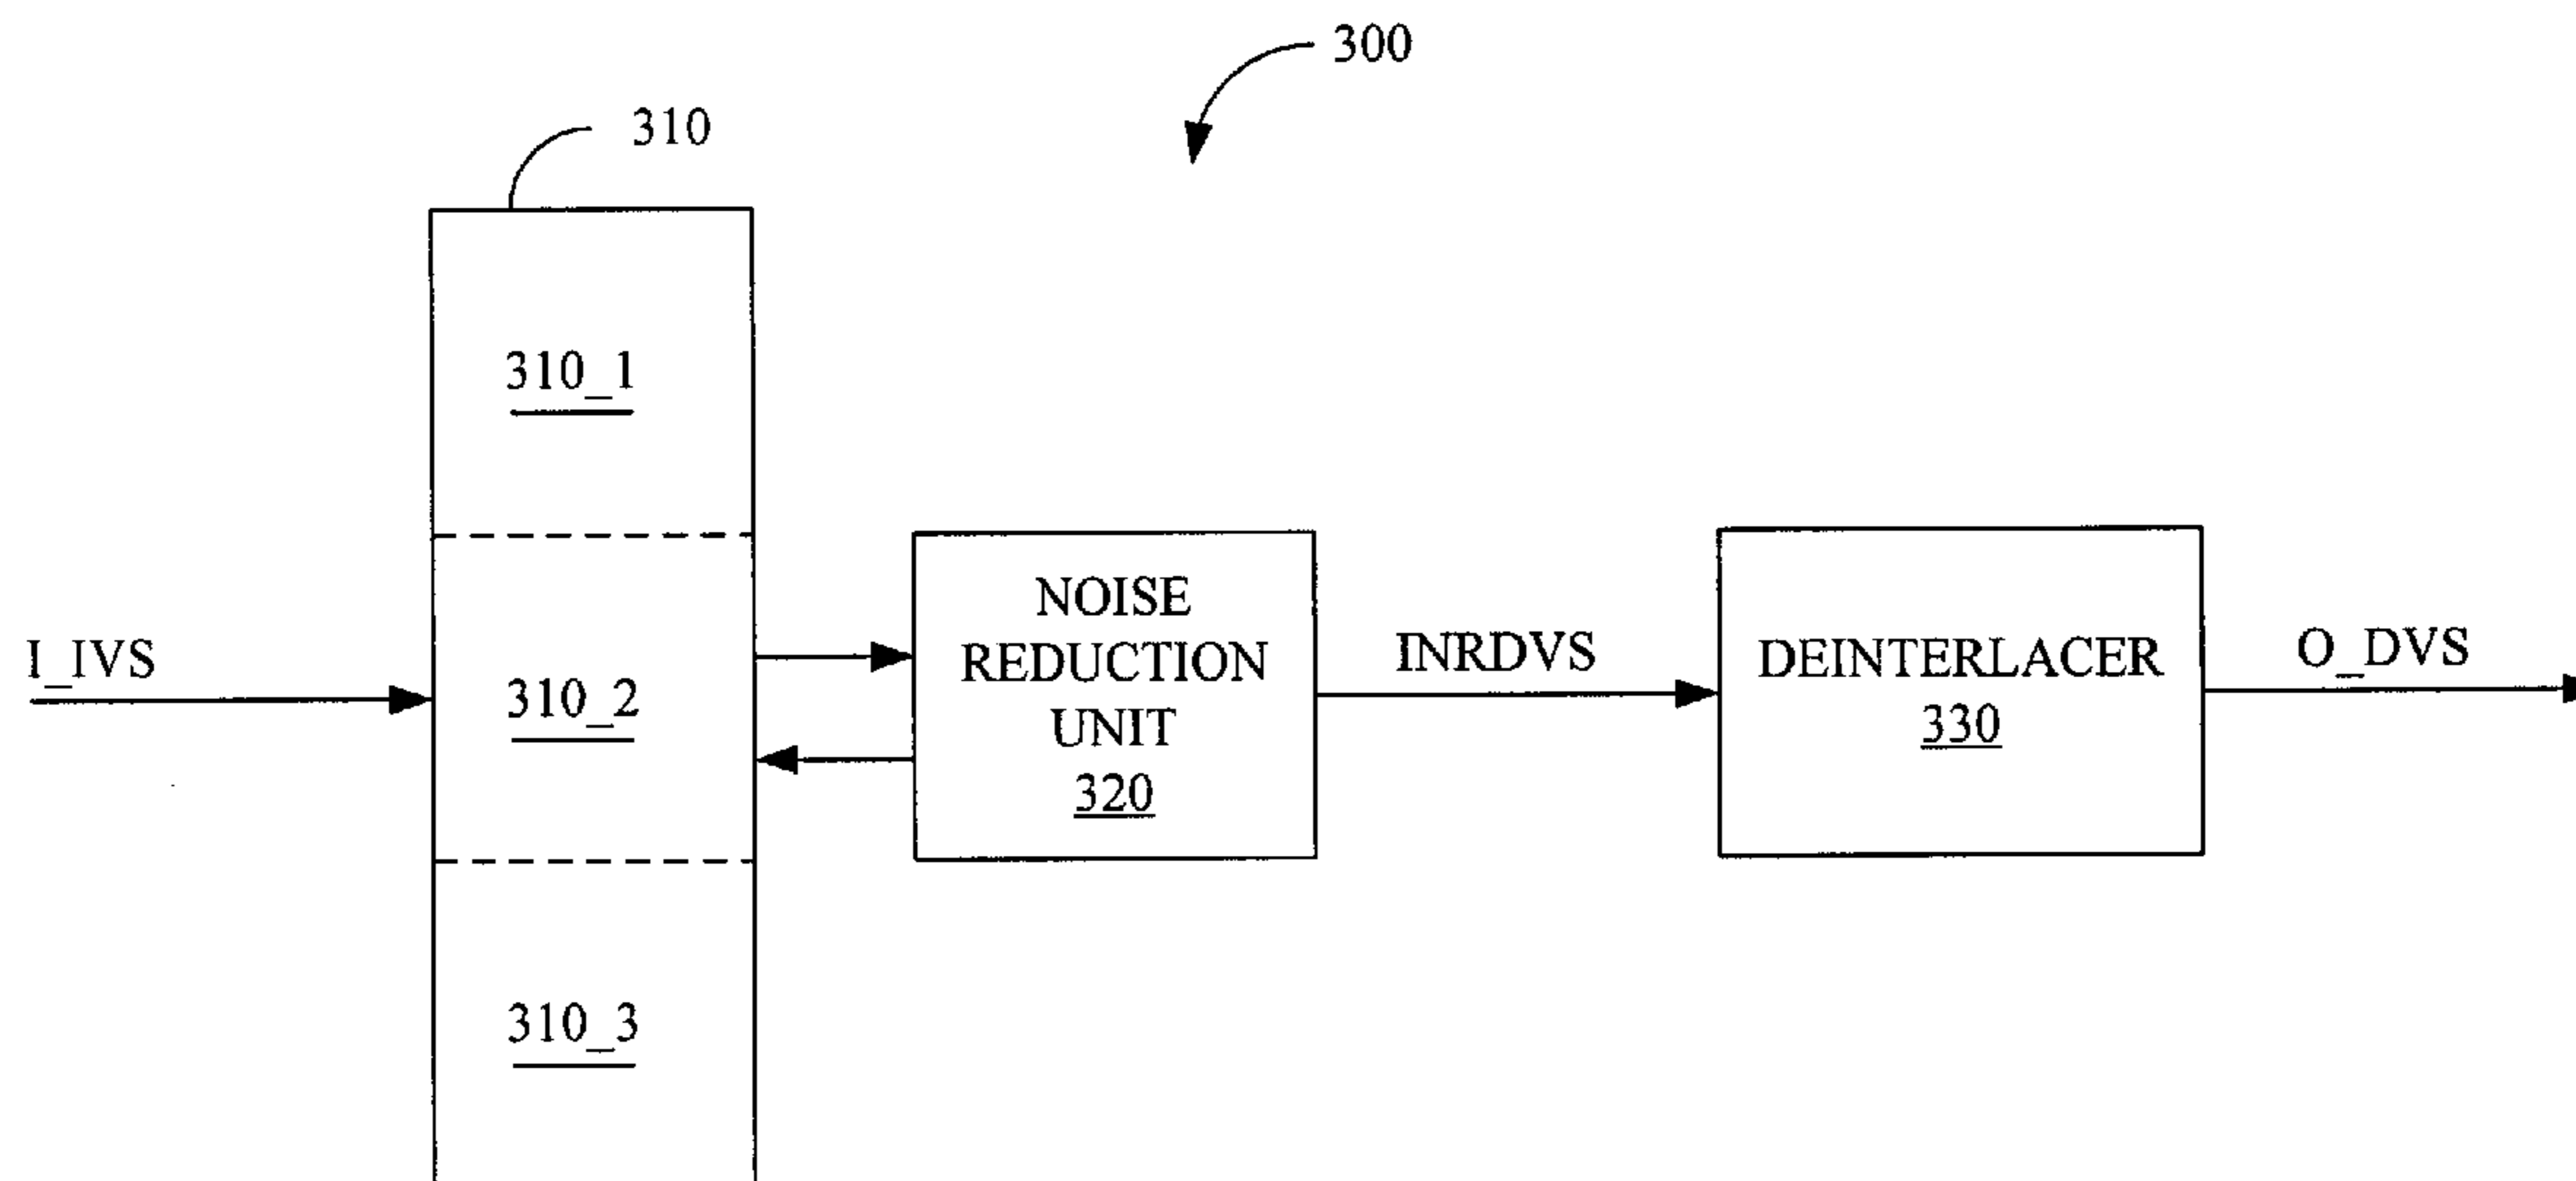 300
310
310_1
I_IVS
310_2
310_3
NOISE
REDUCTION
UNIT
320
INRDVS
DEINTERLACER
330
O_DVS